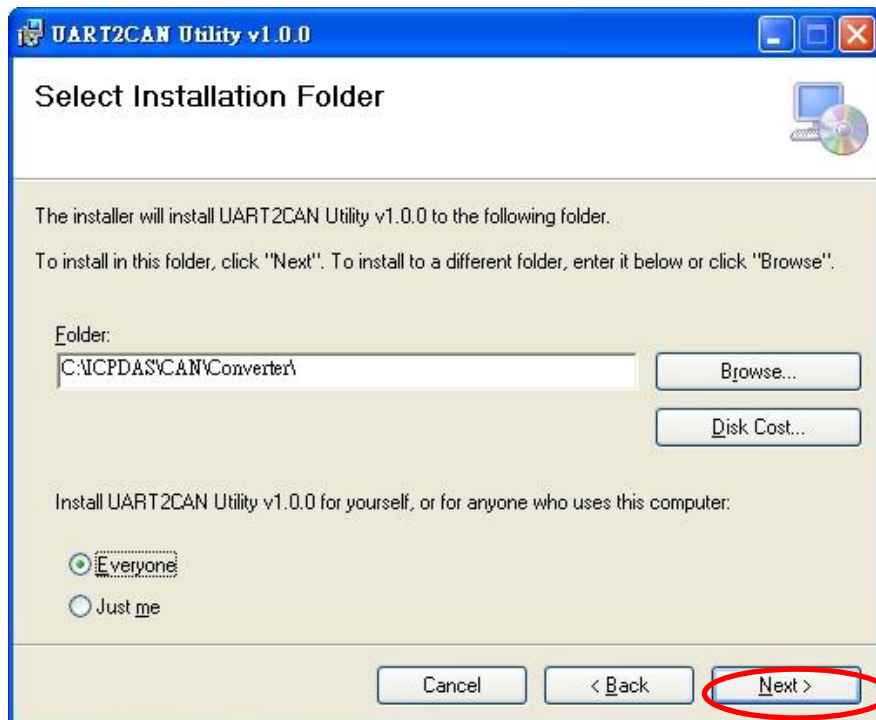 UART2CAN Utility v1.0.0
Select Installation Folder
The installer will install UART2CAN Utility v1.0.0 to the following folder.
To install in this folder, click "Next". To install to a different folder, enter it below or click "Browse".
Folder:
C:\ICPDAS\CAN\Converter\
Browse...
Disk Cost...
Install UART2CAN Utility v1.0.0 for yourself, or for anyone who uses this computer:
Everyone
Just me
Cancel
< Back
Next >